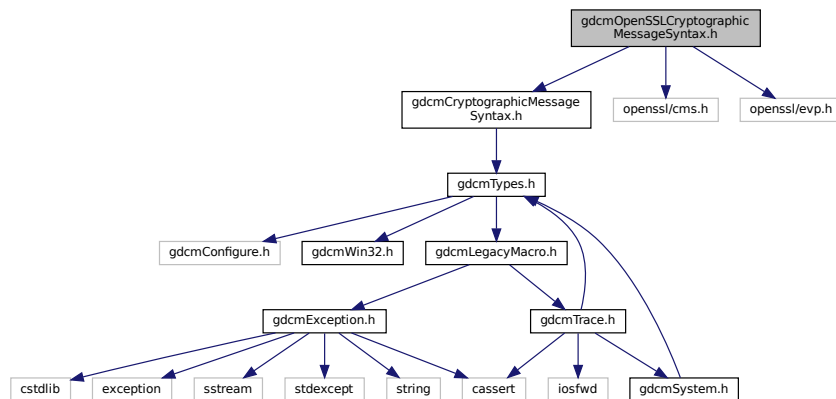 gdcmOpenSSLCryptographic
MessageSyntax.h
gdcmCryptographicMessage
Syntax.h
openssl/cms.h
openssl/evp.h
gdcmTypes.h
gdcmConfigure.h
gdcmWin32.h
gdcmLegacyMacro.h
gdcmException.h
gdcmTrace.h
cstdlib
exception
sstream
stdexcept
string
cassert
iosfwd
gdcmSystem.h